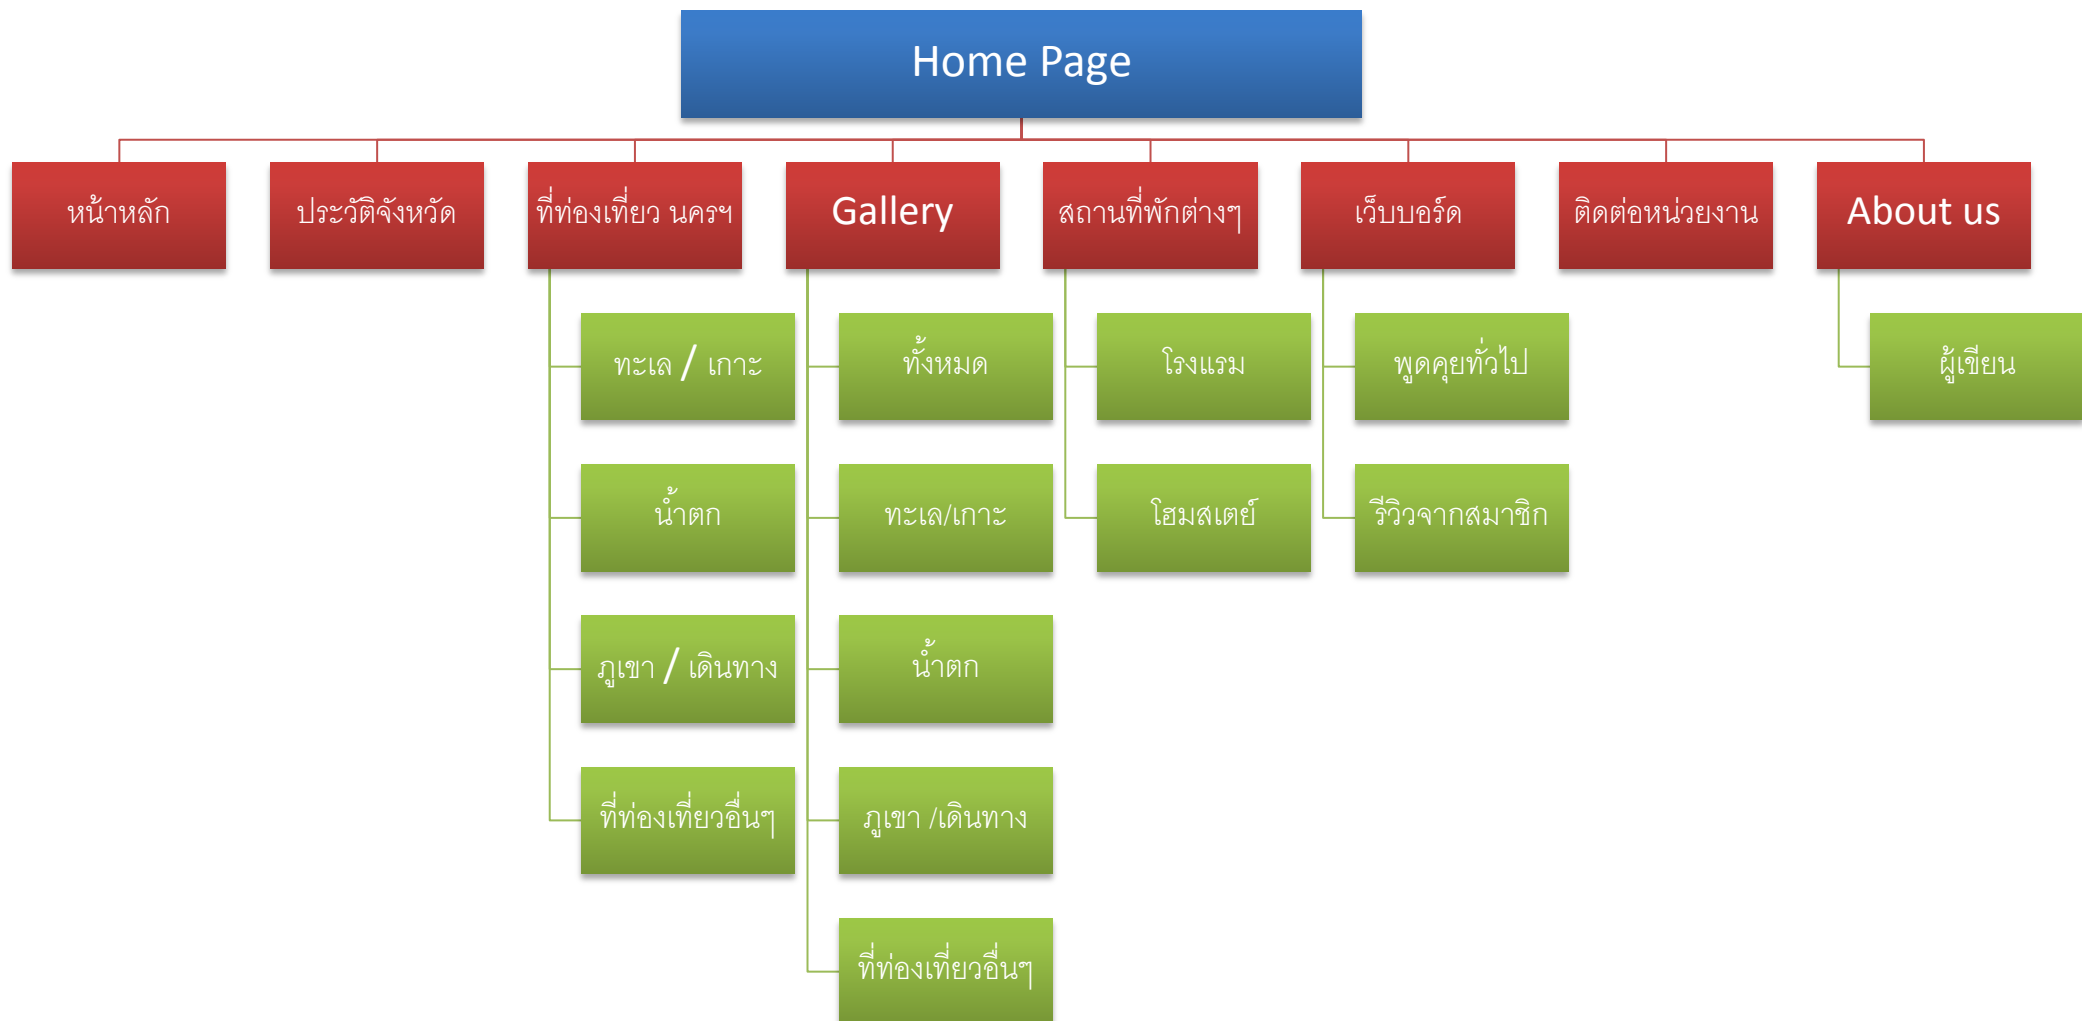 Home Page
หน้าหลัก
ประวัติจังหวัด
ที่ท่องเที่ยว นครฯ
Gallery
สถานที่พักต่างๆ
เว็บบอร์ด
ติดต่อหน่วยงาน
About us
ทะเล / เกาะ
ทั้งหมด
โรงแรม
พูดคุยทั่วไป
ผู้เขียน
น้ำตก
ทะเล/เกาะ
โฮมสเตย์
รีวิวจากสมาชิก
ภูเขา / เดินทาง
น้ำตก
ที่ท่องเที่ยวอื่นๆ
ภูเขา /เดินทาง
ที่ท่องเที่ยวอื่นๆ